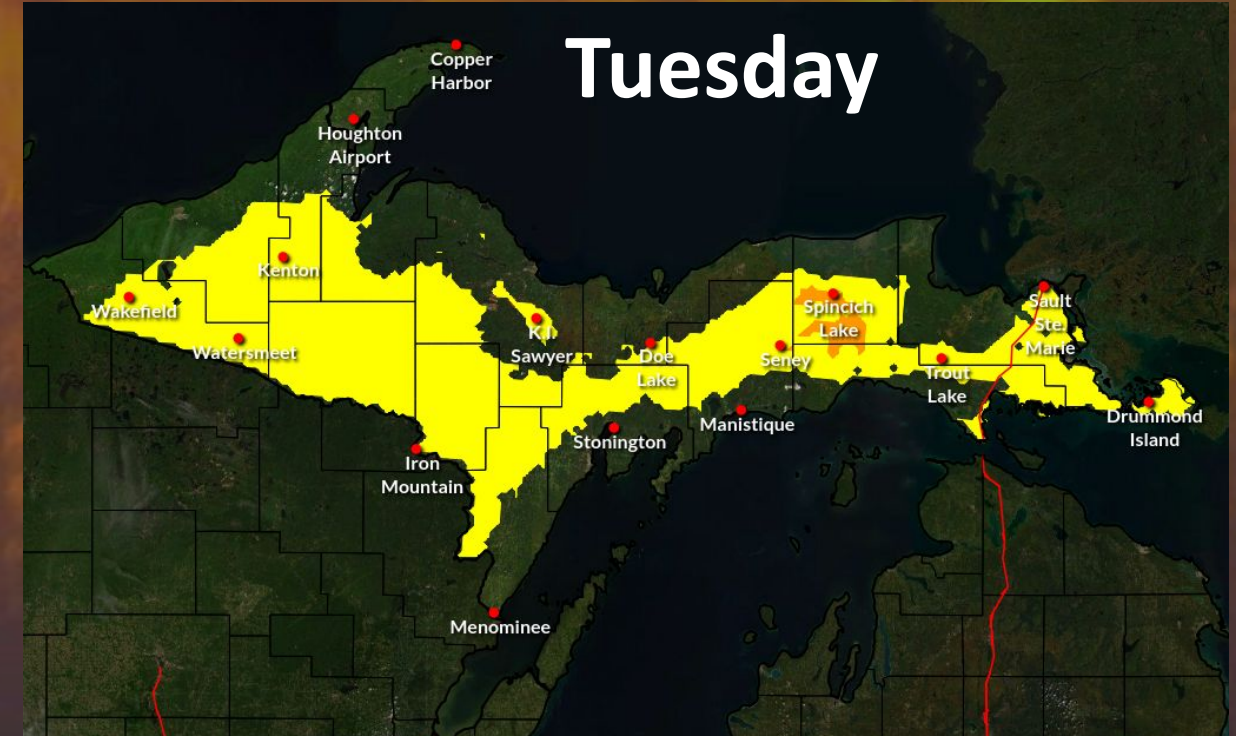 Tuesday
Copper
Harbor
Houghton
Airport
Kenton
Wakefield
Watersmeet
K.I.
Sawyer
Doe
Lake
Spincich
Lake
Seney
Sault
Ste.
Marie
Trout
Lake
Drummond
Island
Manistique
Stonington
Iron
Mountain
Menominee